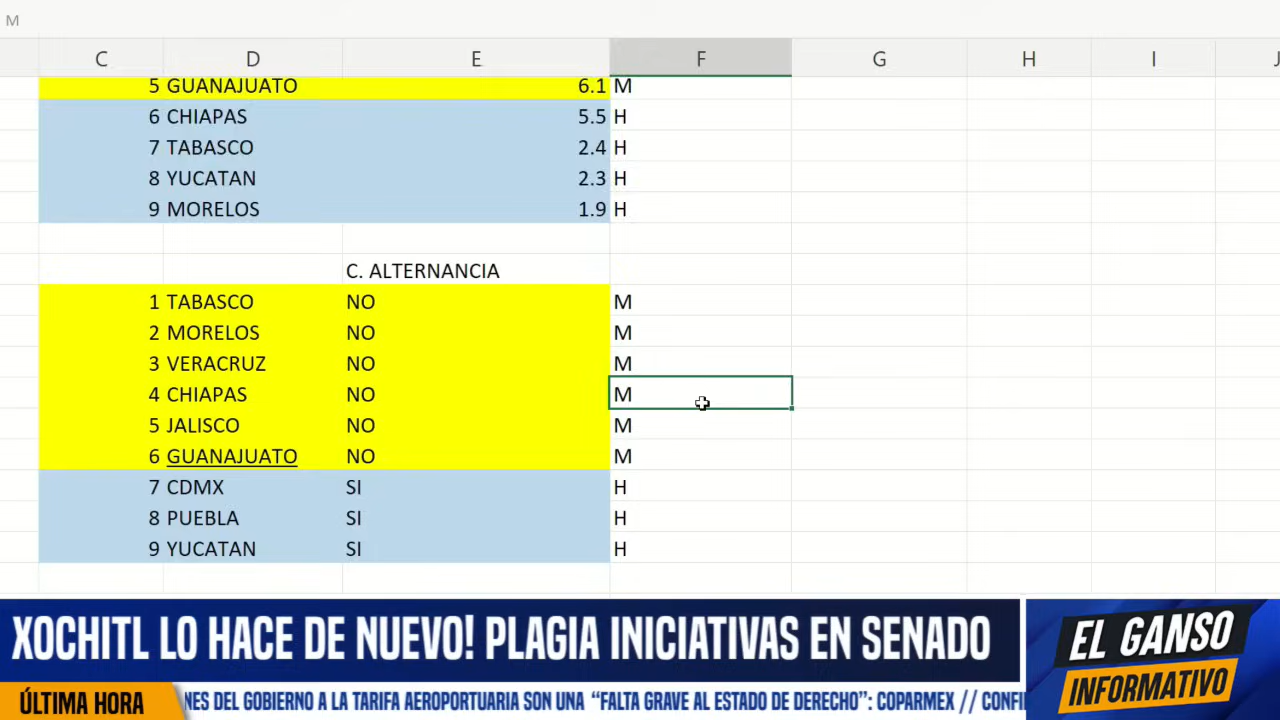 M
C D E F G H I J
5 GUANAJUATO 6.1 M
6 CHIAPAS 5.5 H
7 TABASCO 2.4 H
8 YUCATAN 2.3 H
9 MORELOS 1.9 H
C. ALTERNANCIA
1 TABASCO NO M
2 MORELOS NO M
3 VERACRUZ NO M
4 CHIAPAS NO M
5 JALISCO NO M
6 GUANAJUATO NO M
7 CDMX SI H
8 PUEBLA SI H
9 YUCATAN SI H
XOCHITL LO HACE DE NUEVO! PLAGIA INICIATIVAS EN SENADO
EL GANSO
INFORMATIVO
ÚLTIMA HORA
NES DEL GOBIERNO A LA TARIFA AEROPORTUARIA SON UNA “FALTA GRAVE AL ESTADO DE DERECHO”: COPARMEX // CONFI